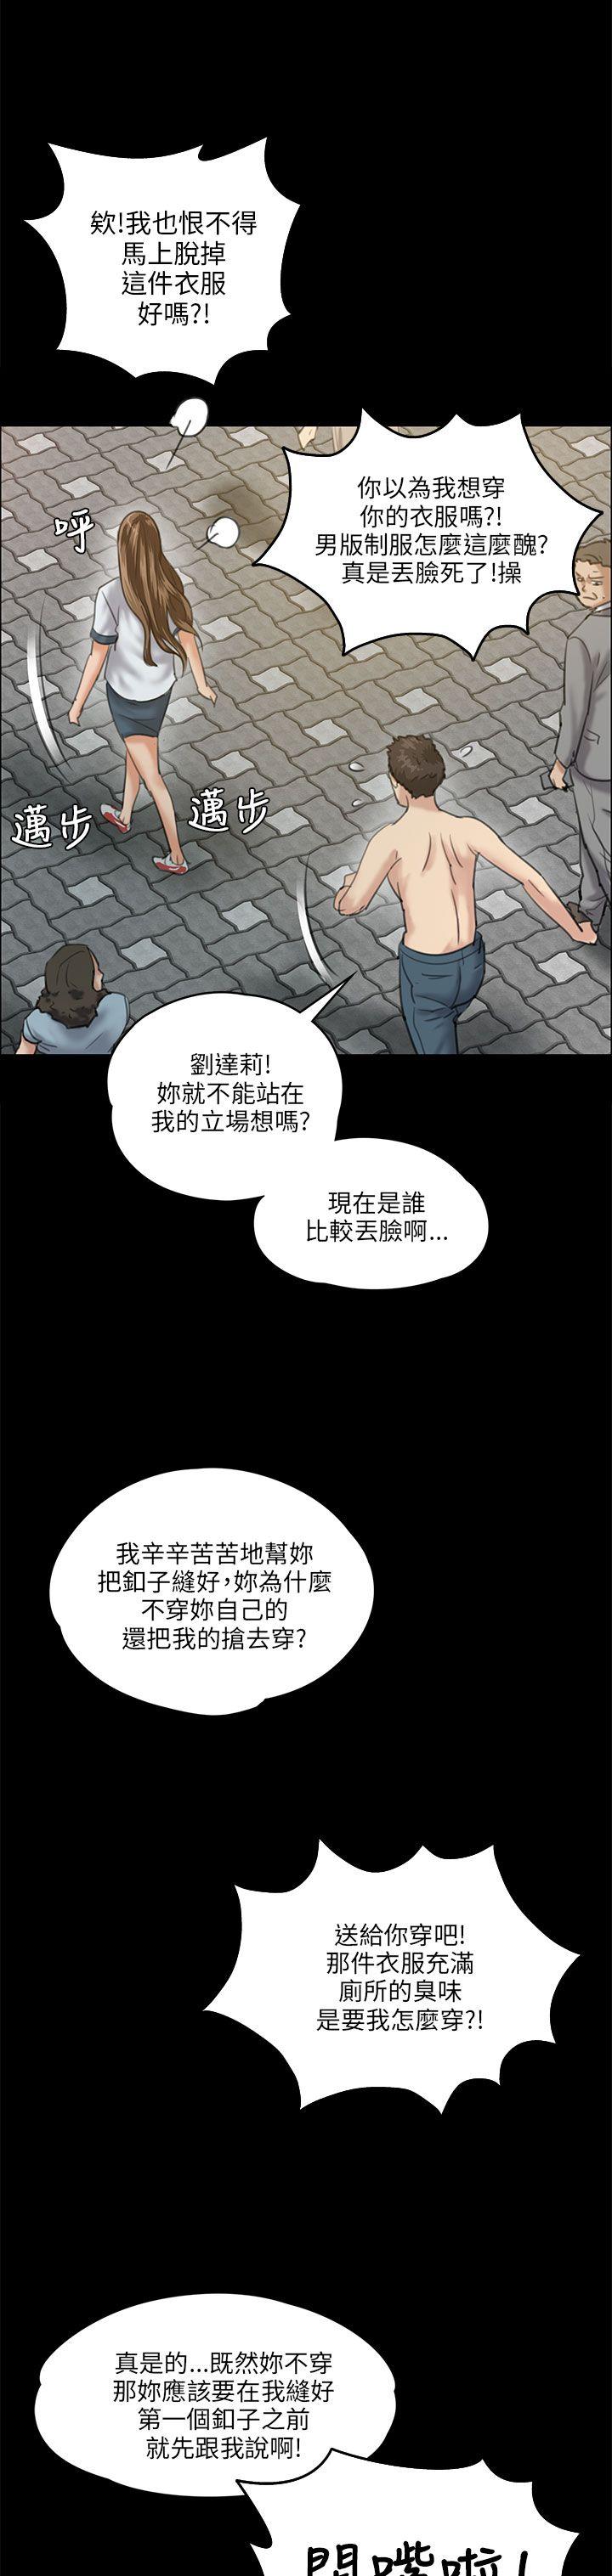 欸!我也恨不得
馬上脫掉
這件衣服
好嗎?!
你以為我想穿
你的衣服嗎?!
男版制服怎麼這麼醜?
真是丟臉死了!操
呼
邁步
邁步
劉達莉!
妳就不能站在
我的立場想嗎?
現在是誰
比較丟臉啊...
我辛辛苦苦地幫妳
把釦子縫好,妳為什麼
不穿妳自己的
還把我的搶去穿?
送給你穿吧!
那件衣服充滿
廁所的臭味
是要我怎麼穿?!
真是的...既然妳不穿
那妳應該要在我縫好
第一個釦子之前
就先跟我說啊!
閉嘴啦!